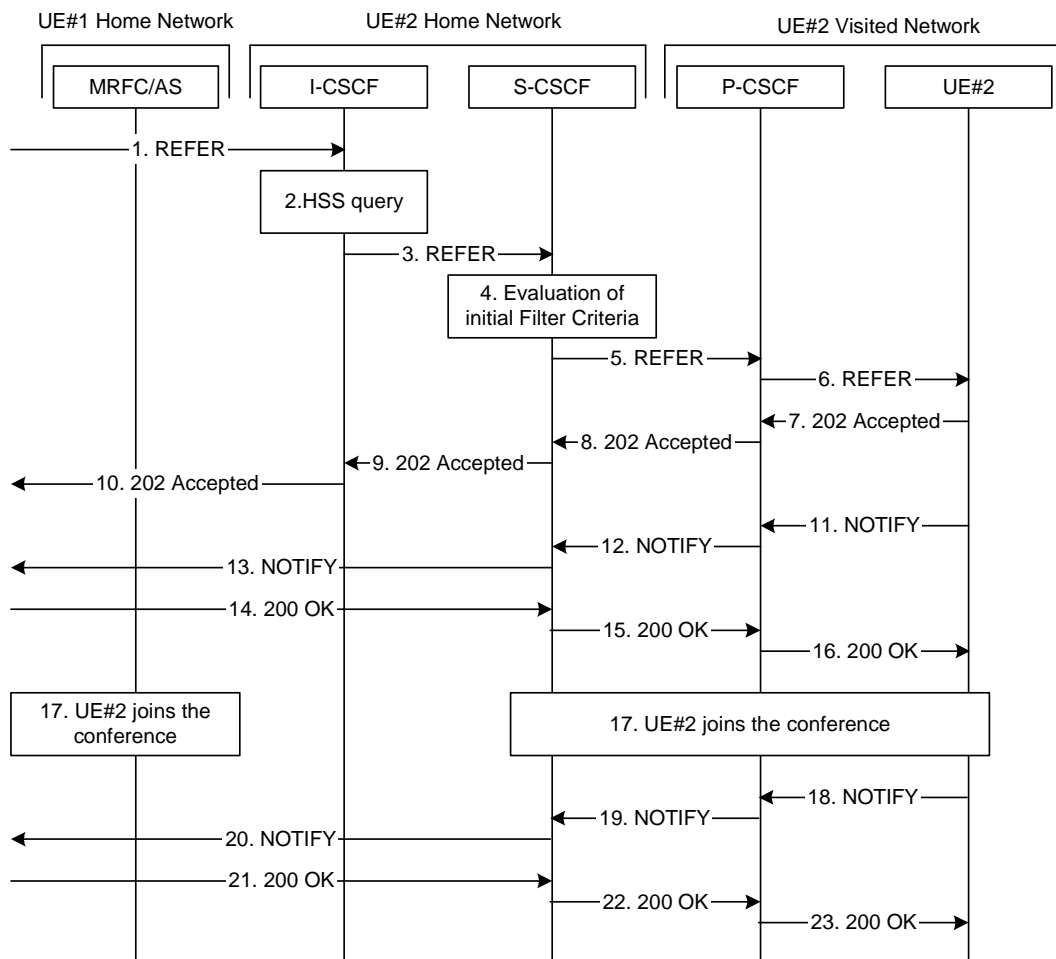 UE#1 Home Network
UE#2 Home Network
UE#2 Visited Network
MRFC/AS
I-CSCF
S-CSCF
P-CSCF
UE#2
1. REFER
2.HSS query
3. REFER
4. Evaluation of
initial Filter Criteria
5. REFER
6. REFER
7. 202 Accepted
8. 202 Accepted
9. 202 Accepted
10. 202 Accepted
11. NOTIFY
12. NOTIFY
13. NOTIFY
14. 200 OK
15. 200 OK
16. 200 OK
17. UE#2 joins the
conference
17. UE#2 joins the conference
18. NOTIFY
19. NOTIFY
20. NOTIFY
21. 200 OK
22. 200 OK
23. 200 OK